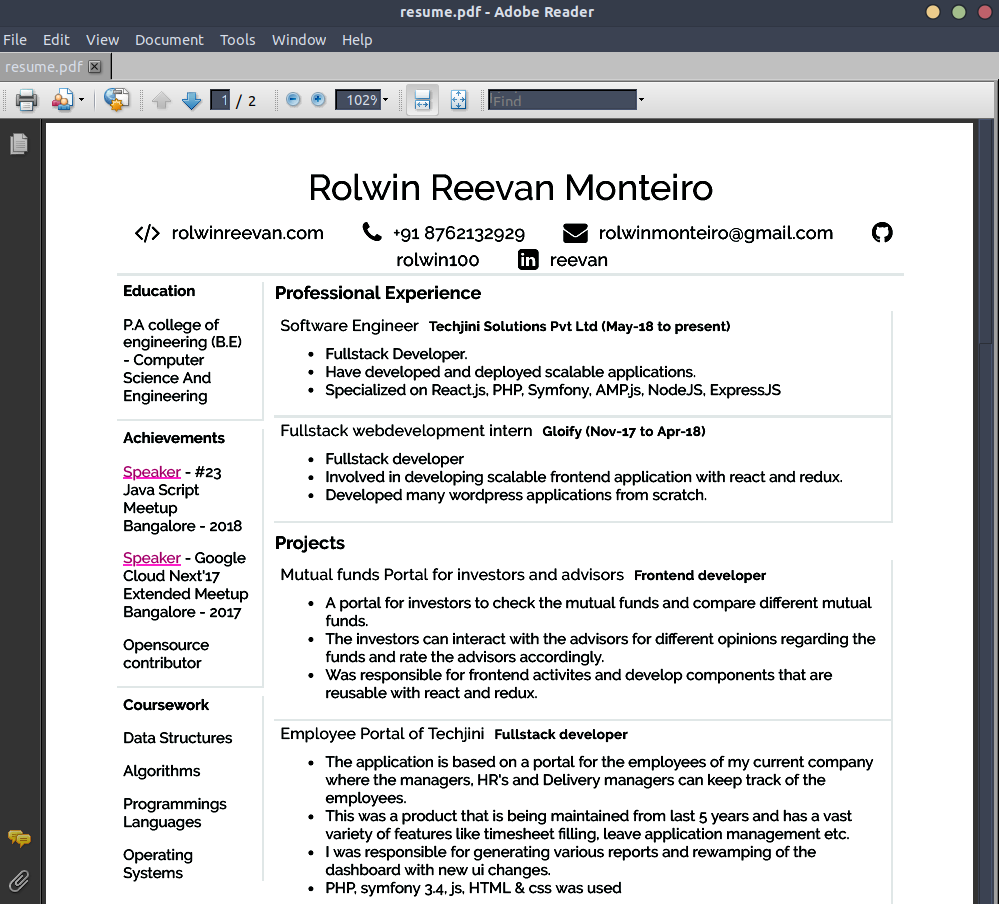 resume.pdf - Adobe Reader
File Edit View Document Tools Window Help
resume.pdf
1 / 2 102% Find
Rolwin Reevan Monteiro
</> rolwinreevan.com +91 8762132929 rolwinmonteiro@gmail.com
rolwin100 in reevan
Education
P.A college of
engineering (B.E)
- Computer
Science And
Engineering
Achievements
Speaker - #23
Java Script
Meetup
Bangalore - 2018
Speaker - Google
Cloud Next'17
Extended Meetup
Bangalore - 2017
Opensource
contributor
Coursework
Data Structures
Algorithms
Programmings
Languages
Operating
Systems
Professional Experience
Software Engineer Techjini Solutions Pvt Ltd (May-18 to present)
• Fullstack Developer.
• Have developed and deployed scalable applications.
• Specialized on React.js, PHP, Symfony, AMP.js, NodeJS, ExpressJS
Fullstack webdevelopment intern Gloify (Nov-17 to Apr-18)
• Fullstack developer
• Involved in developing scalable frontend application with react and redux.
• Developed many wordpress applications from scratch.
Projects
Mutual funds Portal for investors and advisors Frontend developer
• A portal for investors to check the mutual funds and compare different mutual
funds.
• The investors can interact with the advisors for different opinions regarding the
funds and rate the advisors accordingly.
• Was responsible for frontend activites and develop components that are
reusable with react and redux.
Employee Portal of Techjini Fullstack developer
• The application is based on a portal for the employees of my current company
where the managers, HR's and Delivery managers can keep track of the
employees.
• This was a product that is being maintained from last 5 years and has a vast
variety of features like timesheet filling, leave application management etc.
• I was responsible for generating various reports and rewamping of the
dashboard with new ui changes.
• PHP, symfony 3.4, js, HTML & css was used